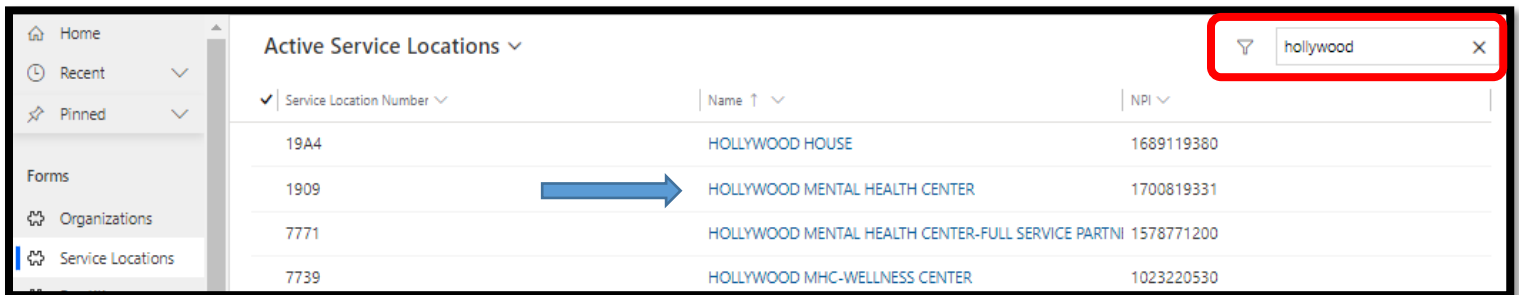 Home
Recent
Pinned
Forms
Organizations
Service Locations
Active Service Locations
hollywood
Service Location Number Name NPI
19A4 HOLLYWOOD HOUSE 1689119380
1909 HOLLYWOOD MENTAL HEALTH CENTER 1700819331
7771 HOLLYWOOD MENTAL HEALTH CENTER-FULL SERVICE PARTNI 1578771200
7739 HOLLYWOOD MHC-WELLNESS CENTER 1023220530